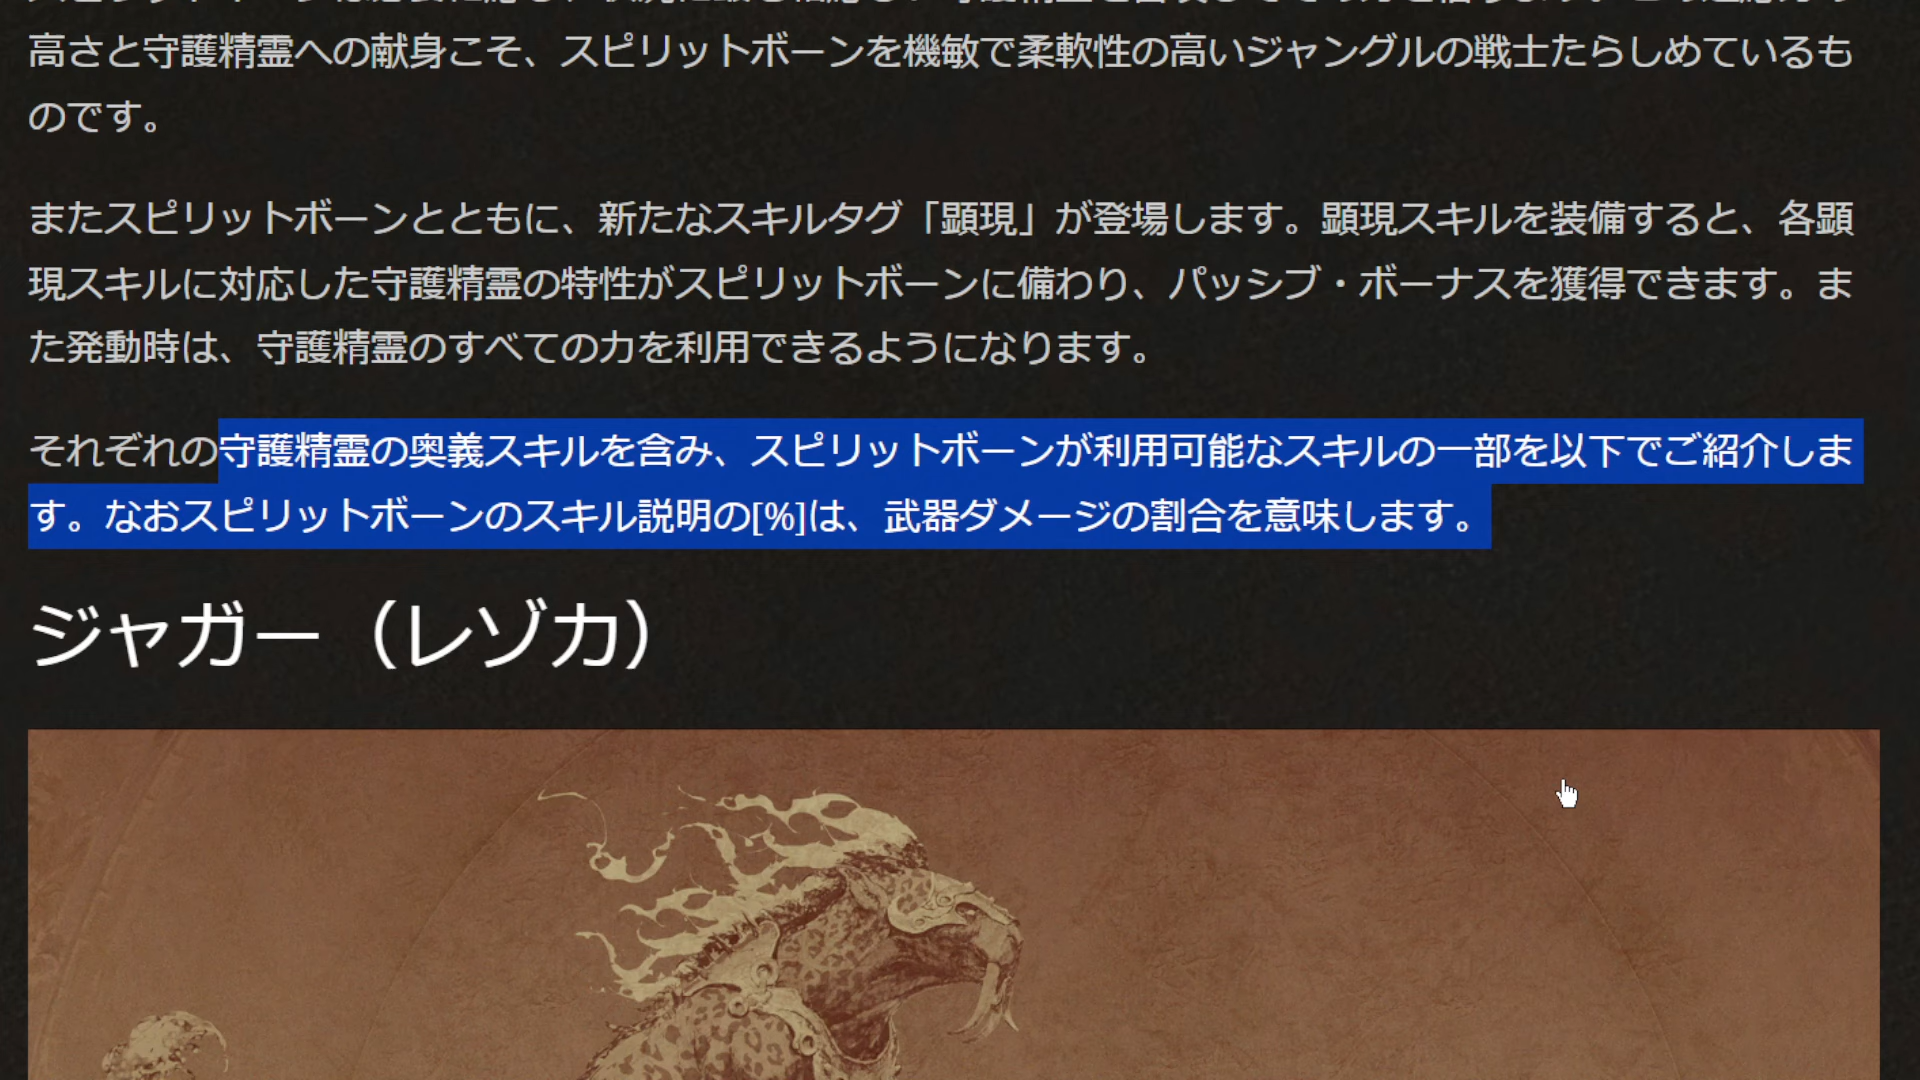 高さと守護精霊への献身こそ、スピリットボーンを機敏で柔軟性の高いジャングルの戦士たらしめているも
のです。
またスピリットボーンとともに、新たなスキルタグ「顕現」が登場します。顕現スキルを装備すると、各顕
現スキルに対応した守護精霊の特性がスピリットボーンに備わり、パッシブ・ボーナスを獲得できます。ま
た発動時は、守護精霊のすべての力を利用できるようになります。
それぞれの守護精霊の奥義スキルを含み、スピリットボーンが利用可能なスキルの一部を以下でご紹介しま
す。なおスピリットボーンのスキル説明の[%]は、武器ダメージの割合を意味します。
ジャガー（レゾカ）